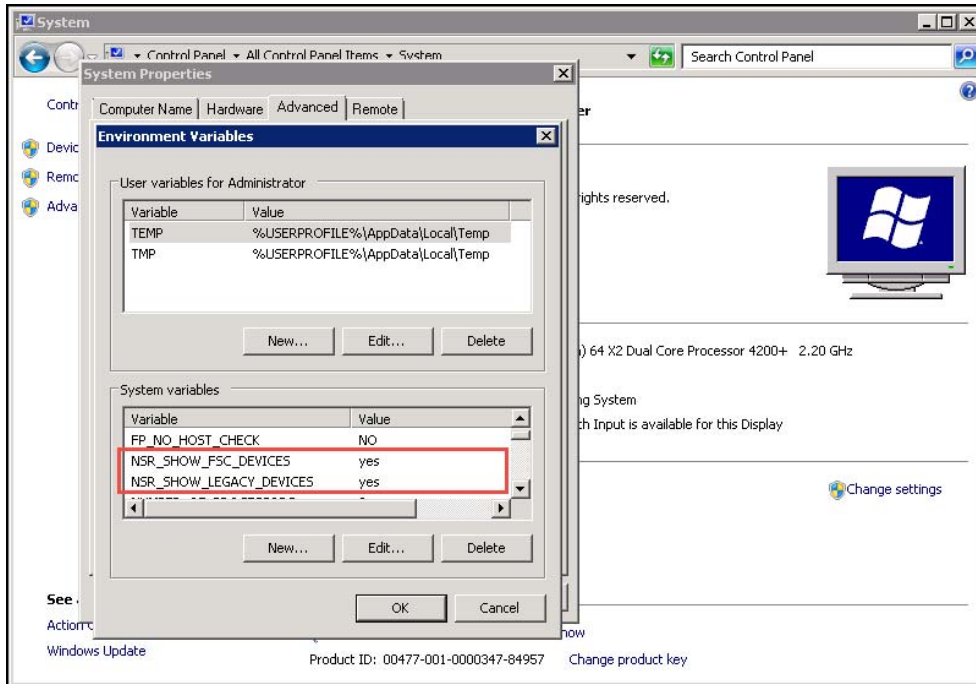 System
Control Panel ▾ All Control Panel Items ▾ System
Search Control Panel
System Properties
Contr
Computer Name
Hardware
Advanced
Remote
er
Environment Variables
Devic
Remo
Adva
User variables for Administrator
rights reserved.
Variable Value
TEMP %USERPROFILE%\AppData\Local\Temp
TMP %USERPROFILE%\AppData\Local\Temp
New...
Edit...
Delete
) 64 X2 Dual Core Processor 4200+ 2.20 GHz
System variables
ng System
ch Input is available for this Display
Variable Value
FP_NO_HOST_CHECK NO
NSR_SHOW_FSC_DEVICES yes
NSR_SHOW_LEGACY_DEVICES yes
Change settings
New...
Edit...
Delete
See
OK
Cancel
Action C
now
Windows Update
Product ID: 00477-001-0000347-84957
Change product key